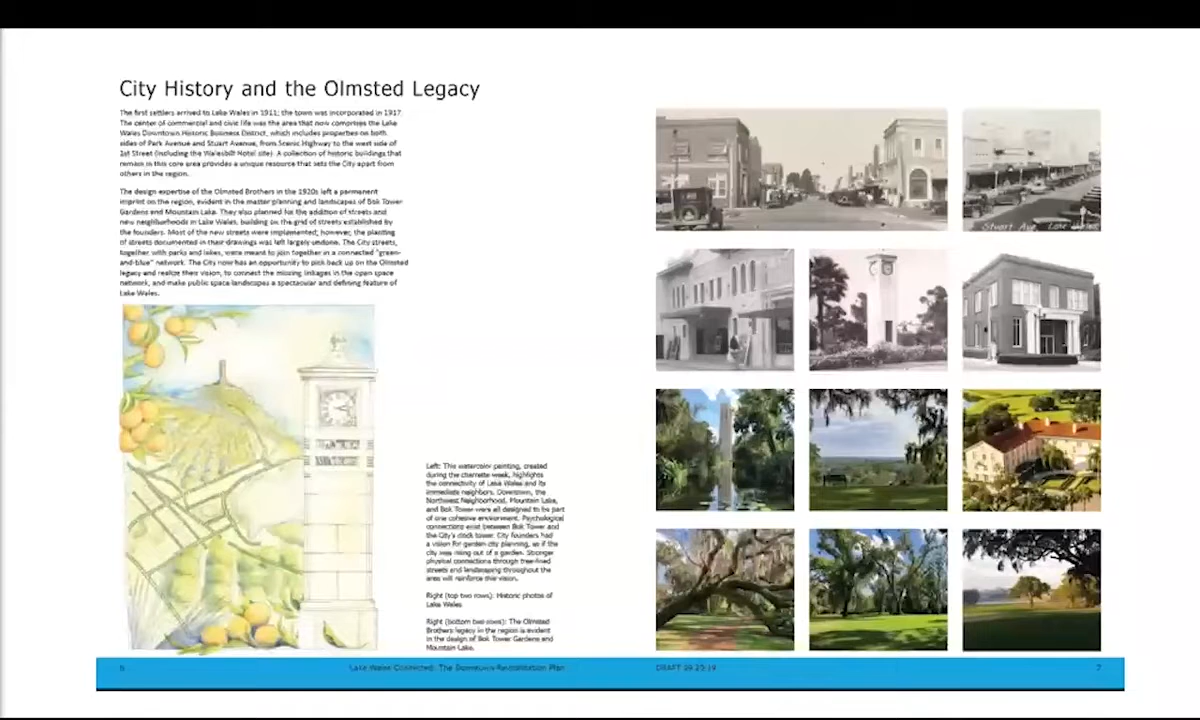 City History and the Olmsted Legacy
The first settlers arrived to Lake Wales in 1911; the town was incorporated in 1917.
The center of commercial and civic life was the area that now comprises the Lake
Wales Downtown Historic Business District, which includes properties on both
sides of Park Avenue and Stuart Avenue, from Scenic Highway to the west side of
1st Street (including the Walesbilt Hotel site). A collection of historic buildings that
remain in this core area provides a unique resource that sets the City apart from
others in the region.
The design expertise of the Olmsted Brothers in the 1920s left a permanent
imprint on the region, evident in the master planning and landscapes of Bok Tower
Gardens and Mountain Lake. They also planned for the addition of streets and
new neighborhoods in Lake Wales, building on the grid of streets established by
the founders. Most of the new streets were implemented; however, the planting
of streets documented in their drawings was left largely undone. The City streets,
together with parks and lakes, were meant to join together in a connected "green-
and-blue" network. The City now has an opportunity to pick back up on the Olmsted
legacy and realize their vision, to connect the missing linkages in the open space
network, and make public space landscapes a spectacular and defining feature of
Lake Wales.
Left: This watercolor painting, created
during the charrette week, highlights
the connectivity of Lake Wales and its
immediate neighbors. Downtown, the
Northwest Neighborhood, Mountain Lake,
and Bok Tower were all designed to be part
of one cohesive environment. Psychological
connections exist between Bok Tower and
the City's clock tower. City founders had
a vision for garden city planning, as if the
city was rising out of a garden. Stronger
physical connections through tree-lined
streets and landscaping throughout the
area will reinforce this vision.
Right (top two rows): Historic photos of
Lake Wales
Right (bottom two rows): The Olmsted
Brothers legacy in the region is evident
in the design of Bok Tower Gardens and
Mountain Lake.
Stuart Ave. Lake Wales
6
Lake Wales Connected: The Downtown Revitalization Plan
DRAFT 09.25.19
7